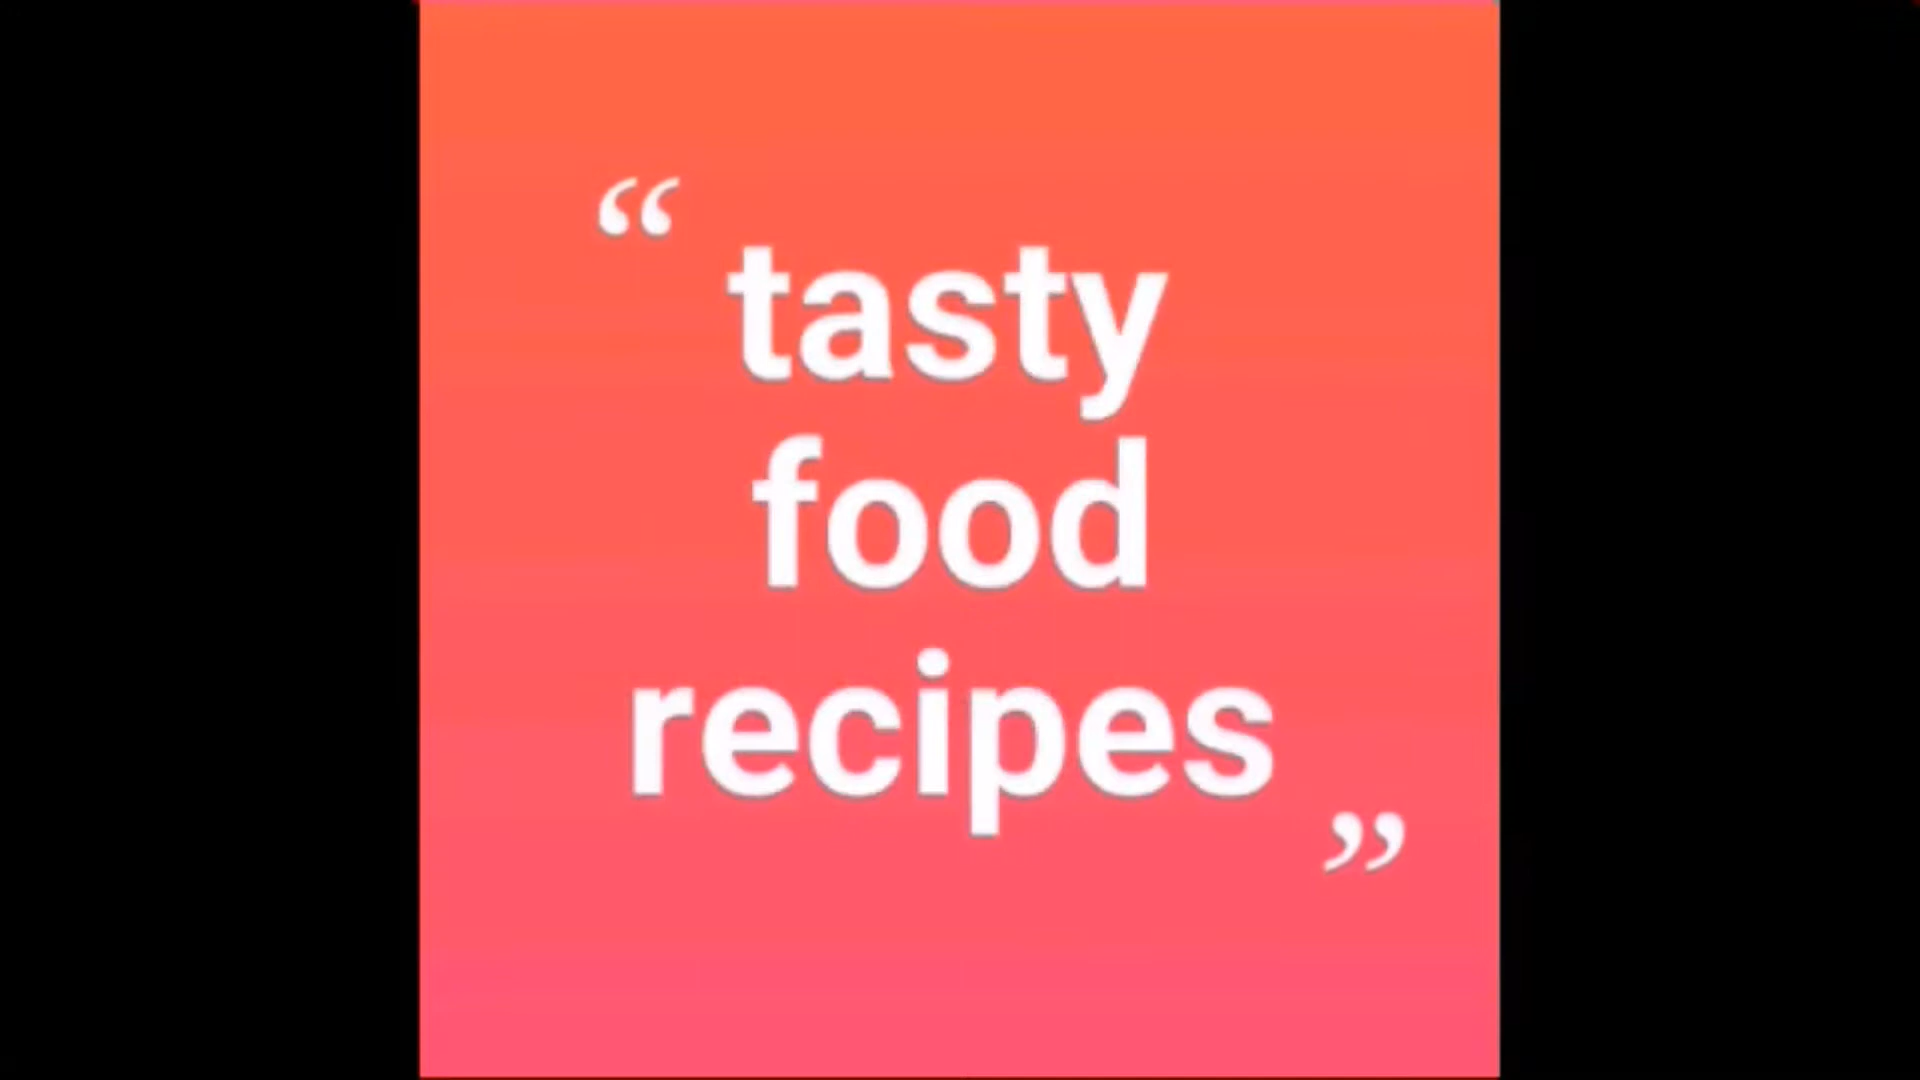 “ tasty
food
recipes ”